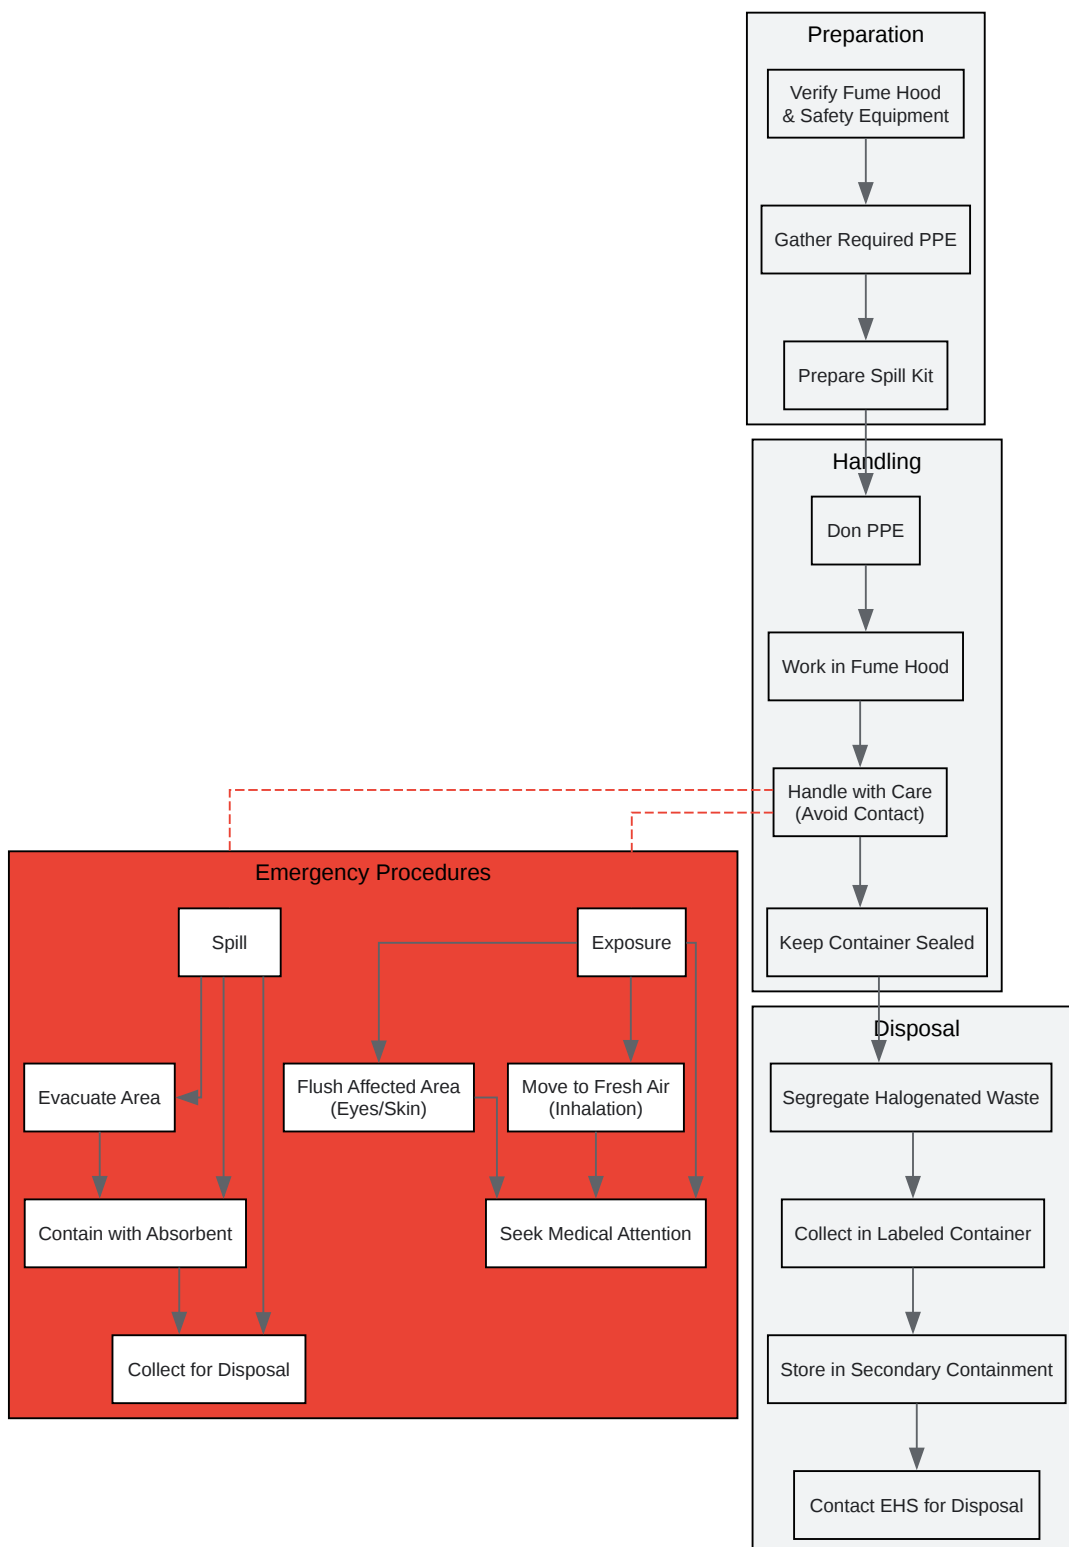 Preparation
Verify Fume Hood
& Safety Equipment
Gather Required PPE
Prepare Spill Kit
Handling
Don PPE
Work in Fume Hood
Handle with Care
(Avoid Contact)
Keep Container Sealed
Emergency Procedures
Spill
Exposure
Evacuate Area
Flush Affected Area
(Eyes/Skin)
Move to Fresh Air
(Inhalation)
Contain with Absorbent
Seek Medical Attention
Collect for Disposal
Disposal
Segregate Halogenated Waste
Collect in Labeled Container
Store in Secondary Containment
Contact EHS for Disposal